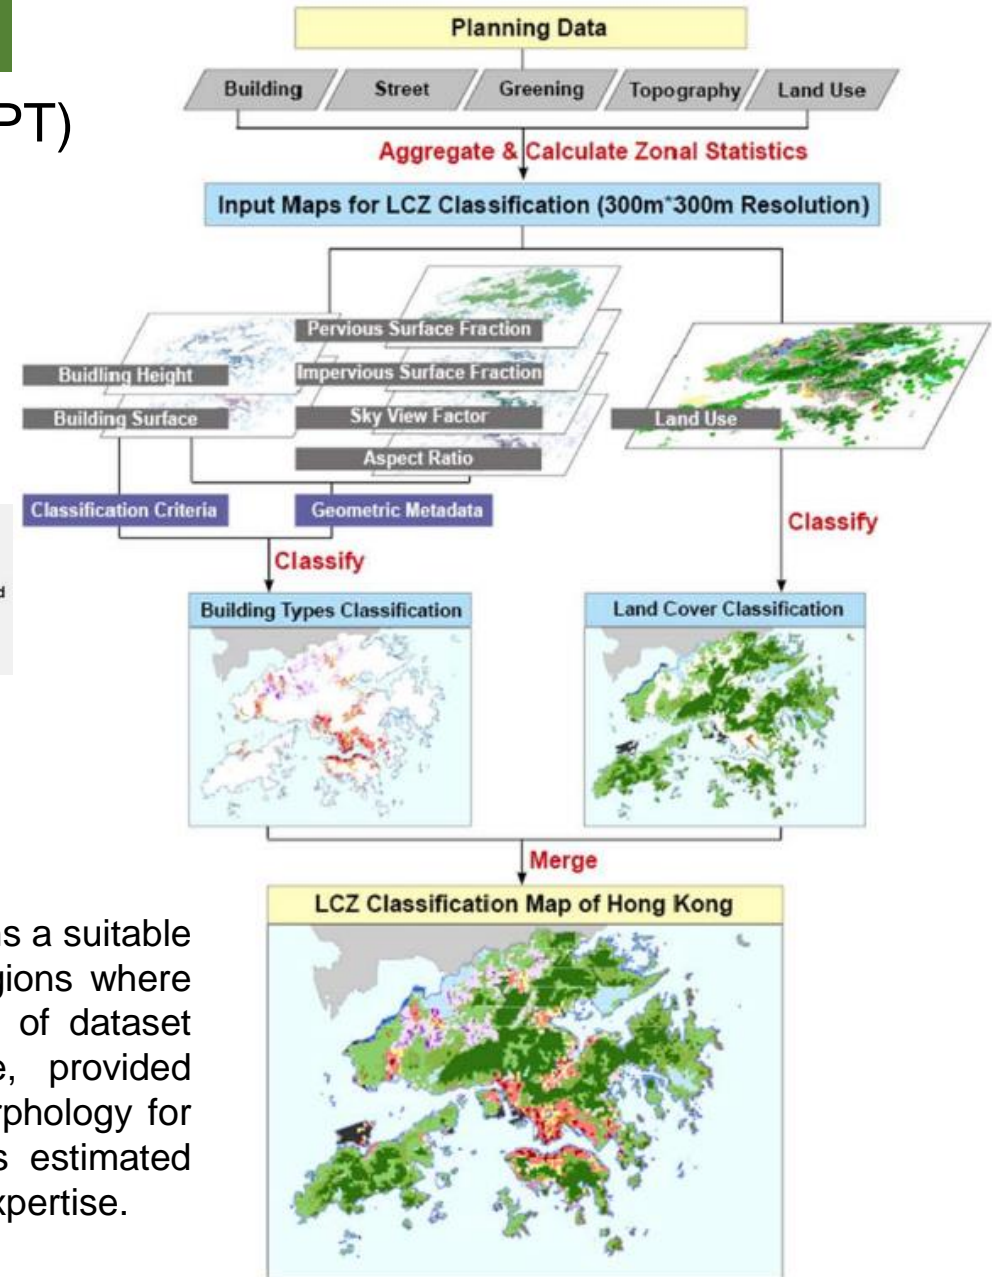 PT)
Planning Data
Building
Street
Greening
Topography
Land Use
Aggregate & Calculate Zonal Statistics
Input Maps for LCZ Classification (300m*300m Resolution)
Pervious Surface Fraction
Buidling Height
Impervious Surface Fraction
Building Surface
Sky View Factor
Land Use
Aspect Ratio
Classification Criteria
Geometric Metadata
Classify
Classify
Building Types Classification
Land Cover Classification
Merge
LCZ Classification Map of Hong Kong
a suitable
where
of dataset
provided
for
estimated